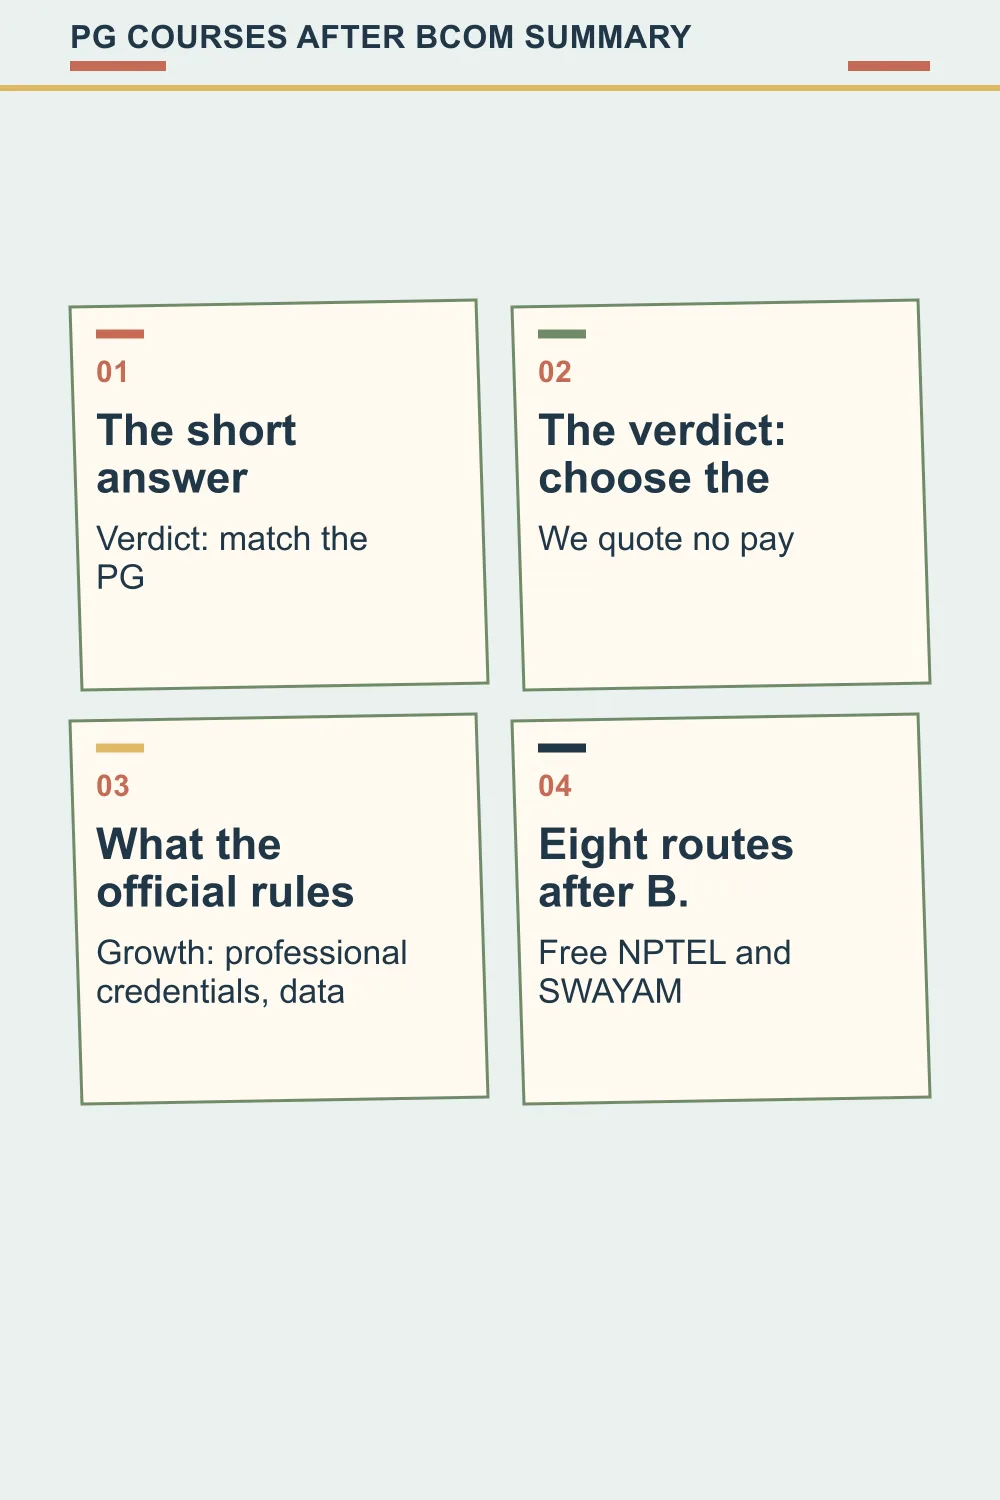 PG COURSES AFTER BCOM SUMMARY
01
The short
answer
Verdict: match the
PG
02
The verdict:
choose the
We quote no pay
03
What the
official rules
Growth: professional
credentials, data
04
Eight routes
after B.
Free NPTEL and
SWAYAM